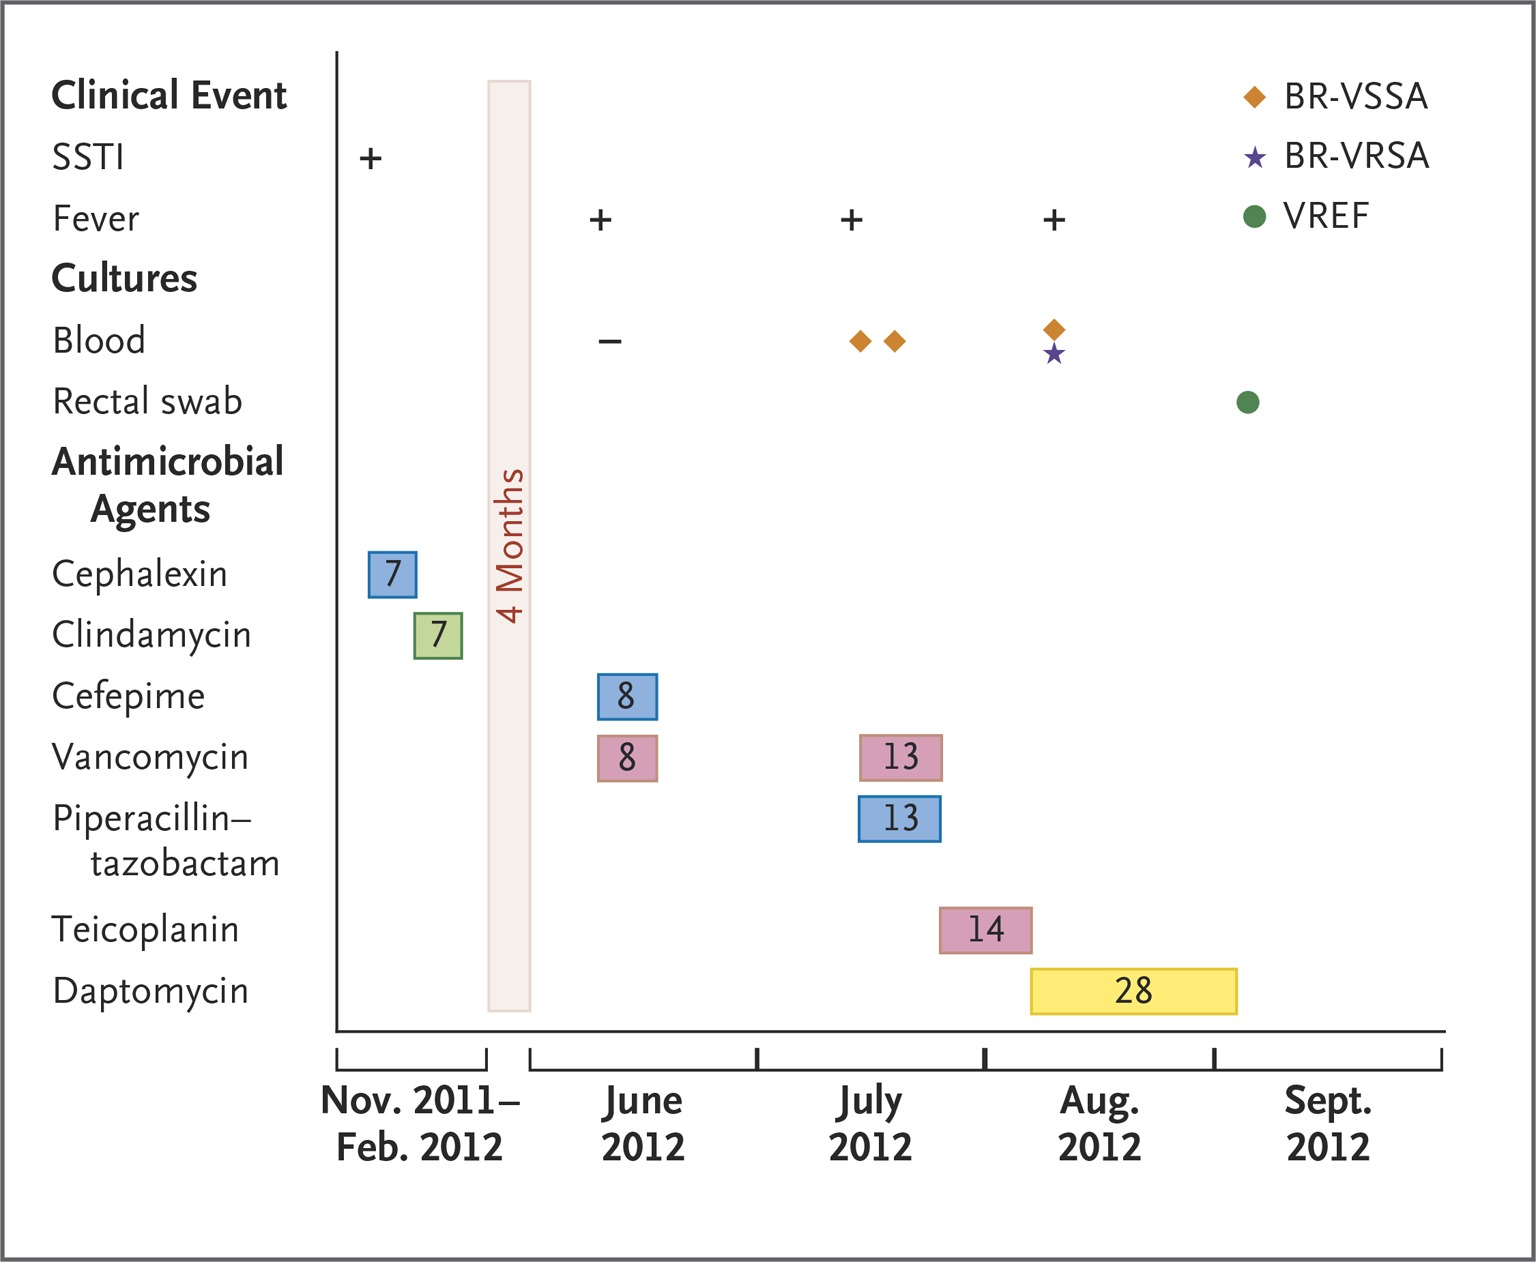 Clinical Event
BR-VSSA
SSTI +
BR-VRSA
Fever + + +
VREF
Cultures
Blood –
Rectal swab
Antimicrobial
Agents
4 Months
Cephalexin 7
Clindamycin 7
Cefepime 8
Vancomycin 8 13
Piperacillin– 13
tazobactam
Teicoplanin 14
Daptomycin 28
Nov. 2011– June July Aug. Sept.
Feb. 2012 2012 2012 2012 2012